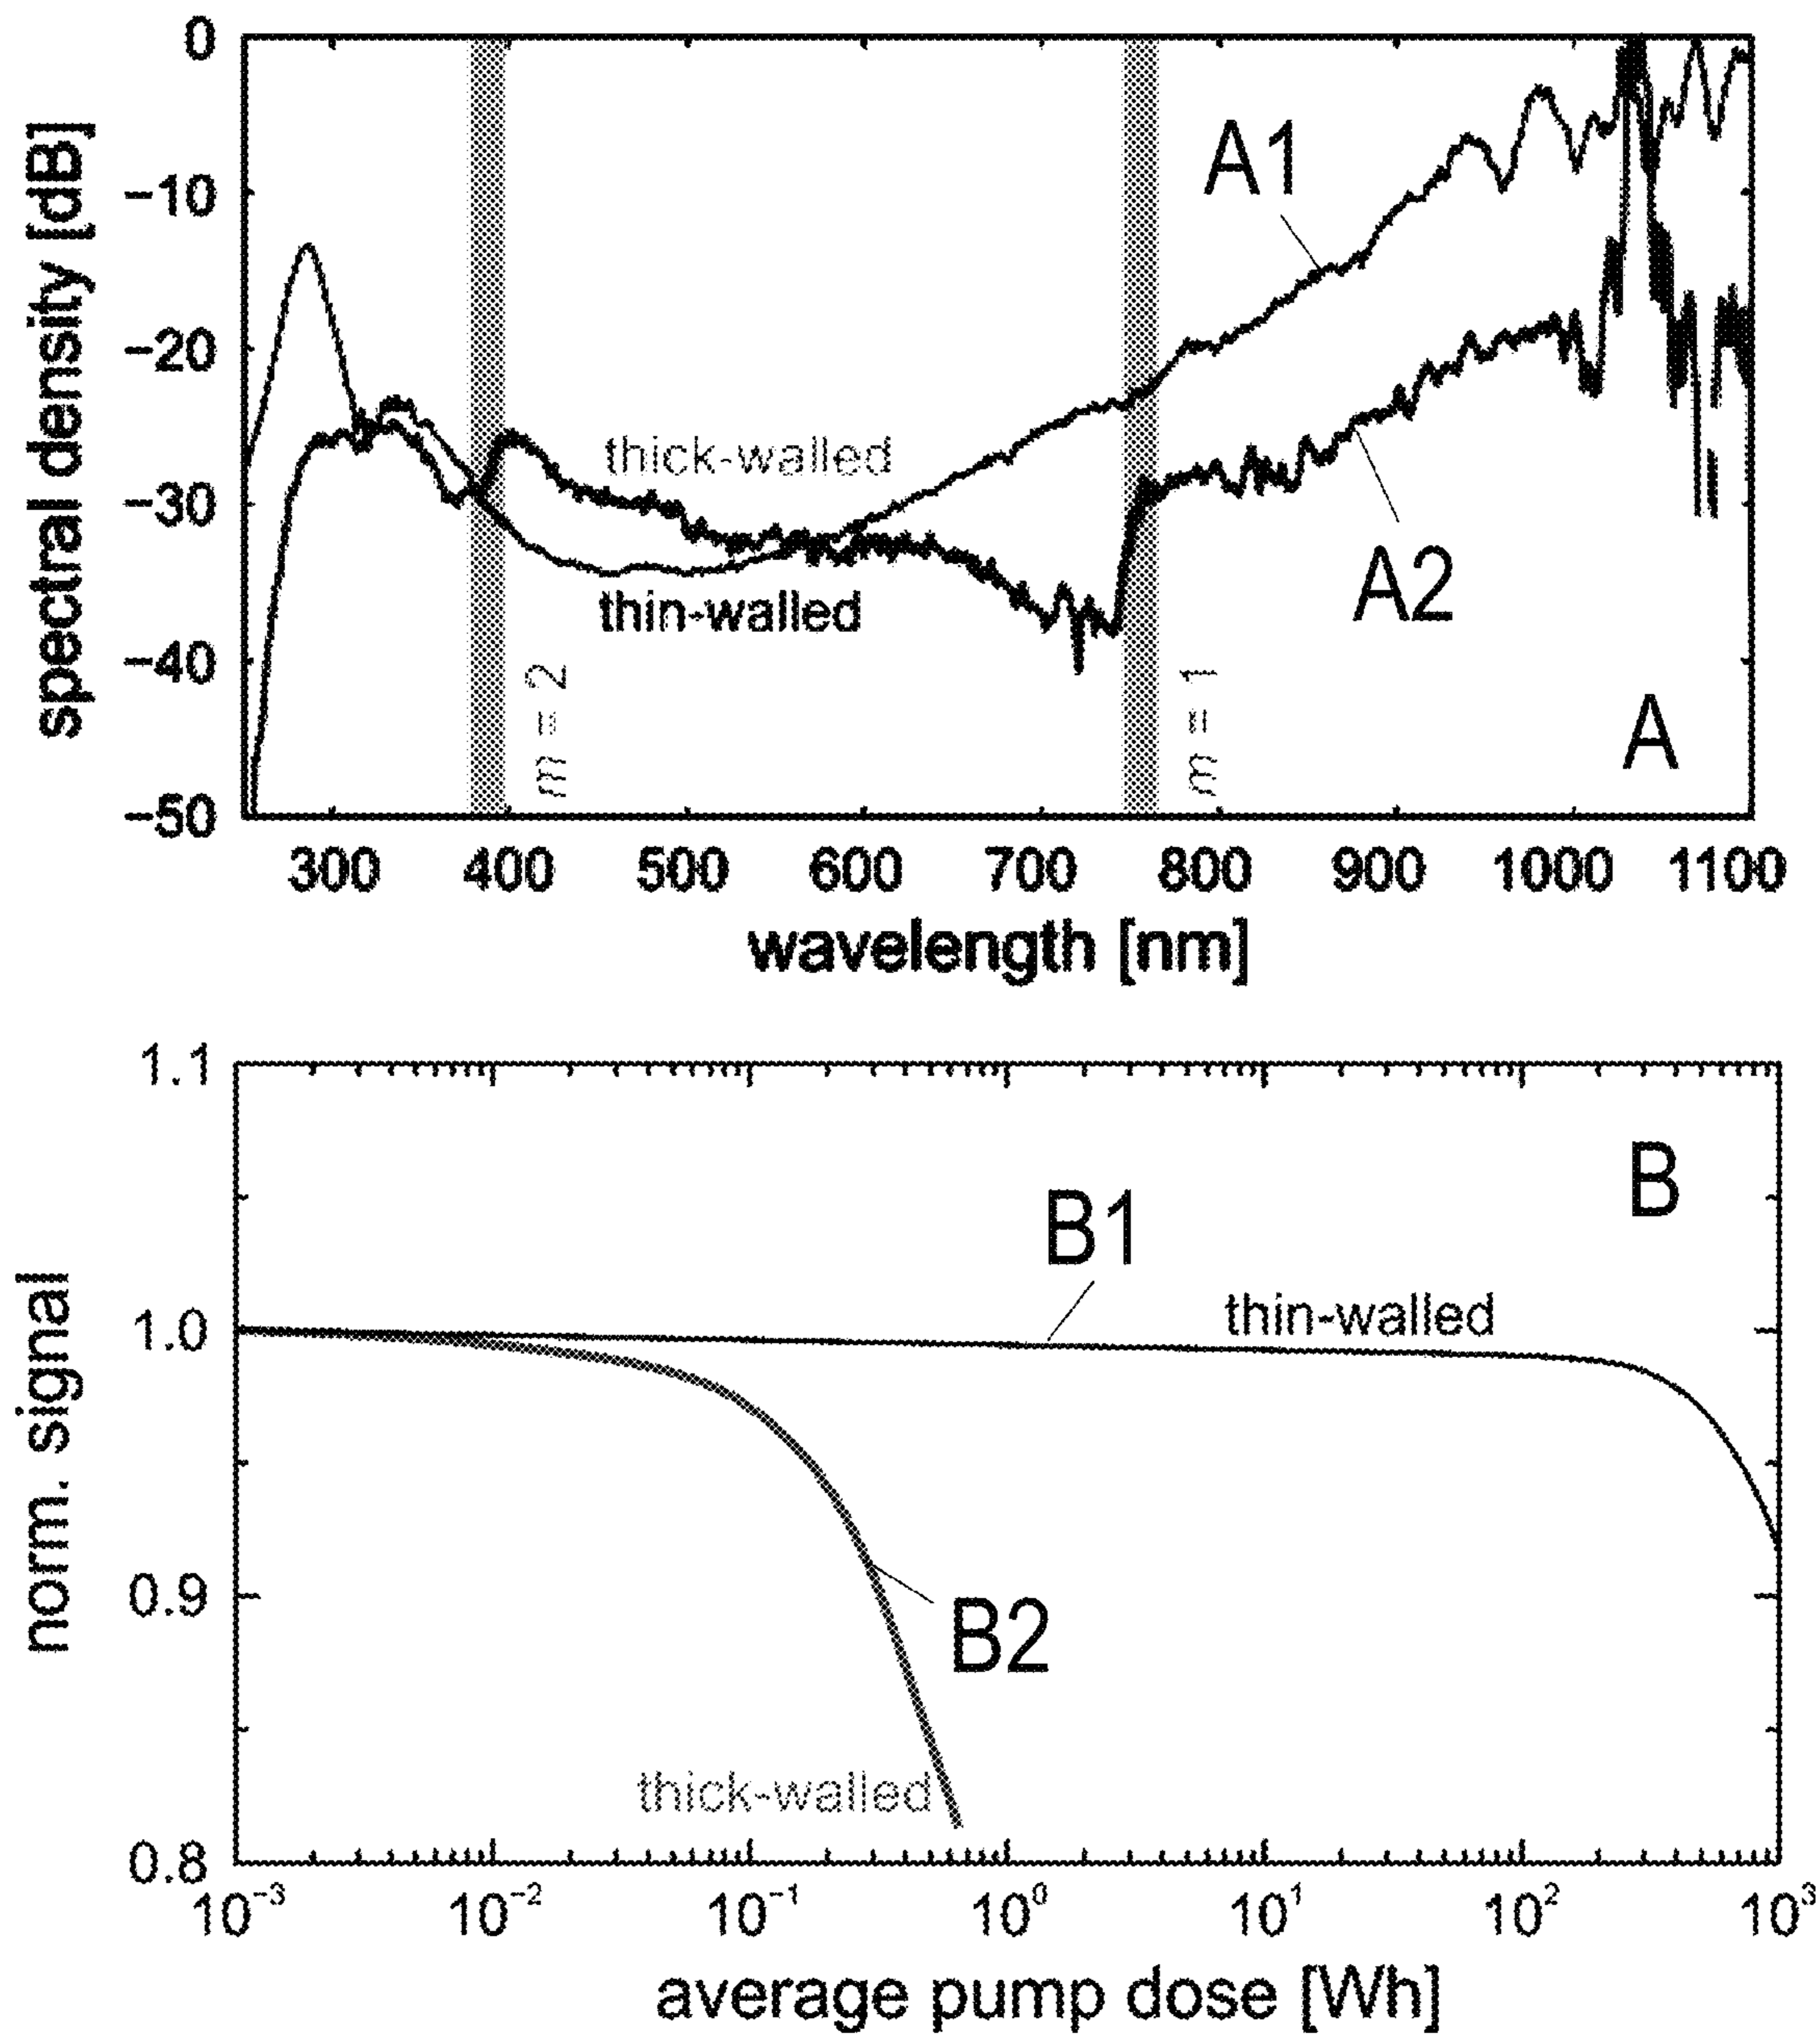 spectral density [dB]
0
−10
−20
−30
−40
−50
A1
A2
thick-walled
thin-walled
m = 2
m = 1
A
300 400 500 600 700 800 900 1000 1100
wavelength [nm]
norm. signal
1.1
1.0
0.9
0.8
B
B1
thin-walled
B2
thick-walled
10⁻³ 10⁻² 10⁻¹ 10⁰ 10¹ 10² 10³
average pump dose [Wh]